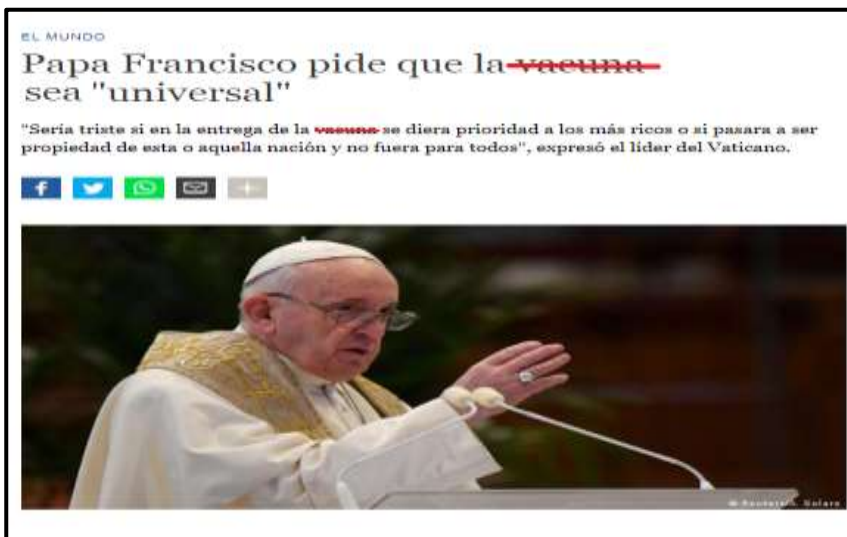 EL MUNDO
Papa Francisco pide que la vacuna
sea "universal"
"Sería triste si en la entrega de la vacuna se diera prioridad a los más ricos o si pasara a ser
propiedad de esta o aquella nación y no fuera para todos", expresó el líder del Vaticano.